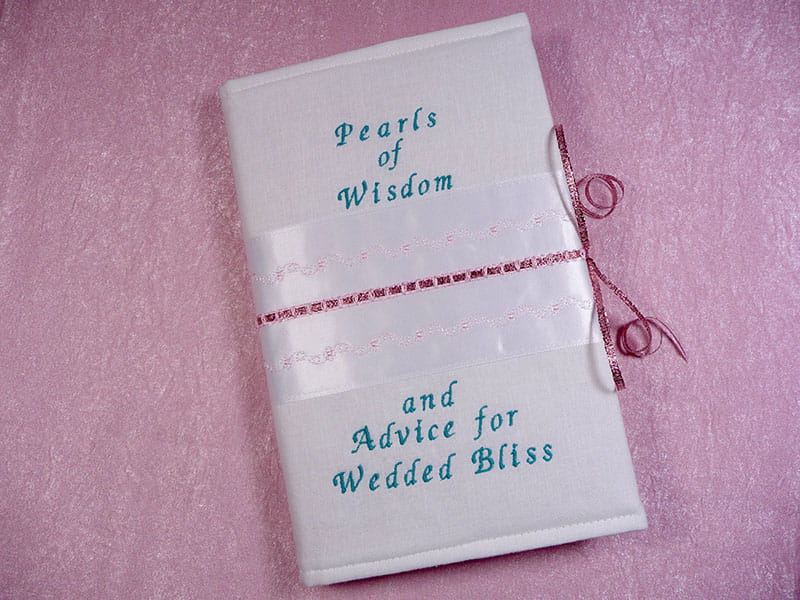 Pearls
of
Wisdom
and
Advice for
Wedded Bliss